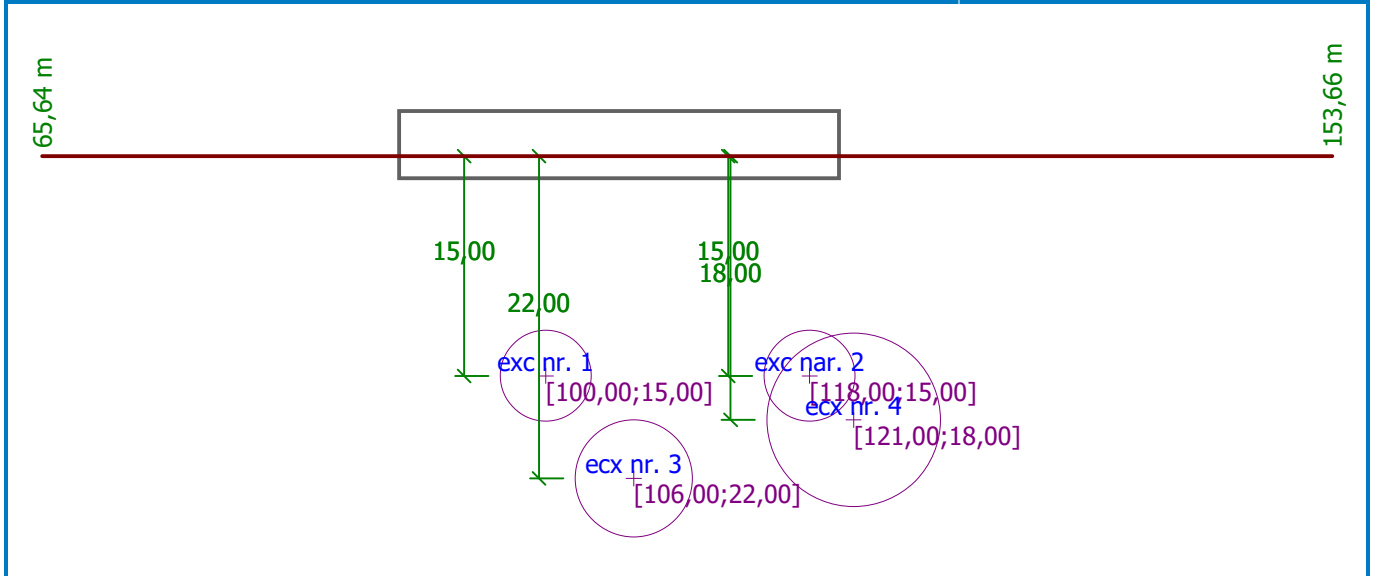 65,64 m
153,66 m
15,00
15,00
18,00
22,00
exc nr. 1
[100,00;15,00]
exc nar. 2
[118,00;15,00]
ecx nr. 4
[121,00;18,00]
ecx nr. 3
[106,00;22,00]